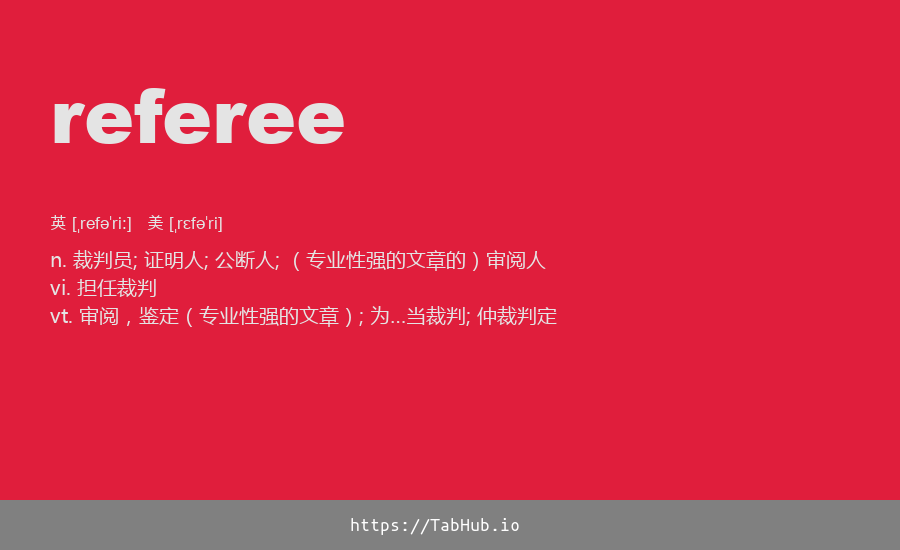 referee
英 [ˌrefəˈriː] 美 [ˌrɛfəˈri]
n. 裁判员; 证明人; 公断人; （专业性强的文章的）审阅人
vi. 担任裁判
vt. 审阅，鉴定（专业性强的文章）; 为…当裁判; 仲裁判定
https://TabHub.io